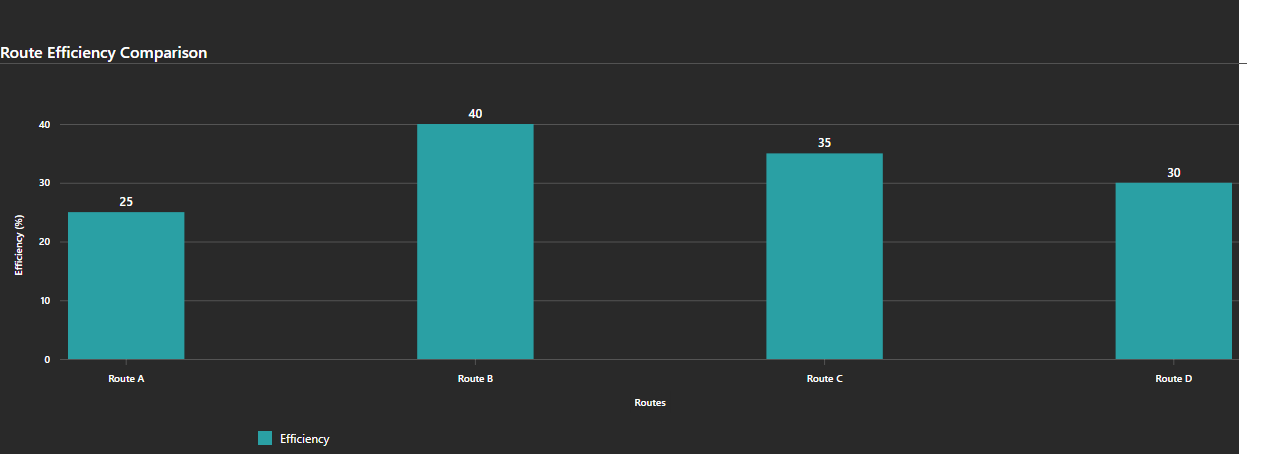 Route Efficiency Comparison
40
35
30
25
40
30
20
10
0
Efficiency (%)
Route A
Route B
Route C
Route D
Routes
Efficiency